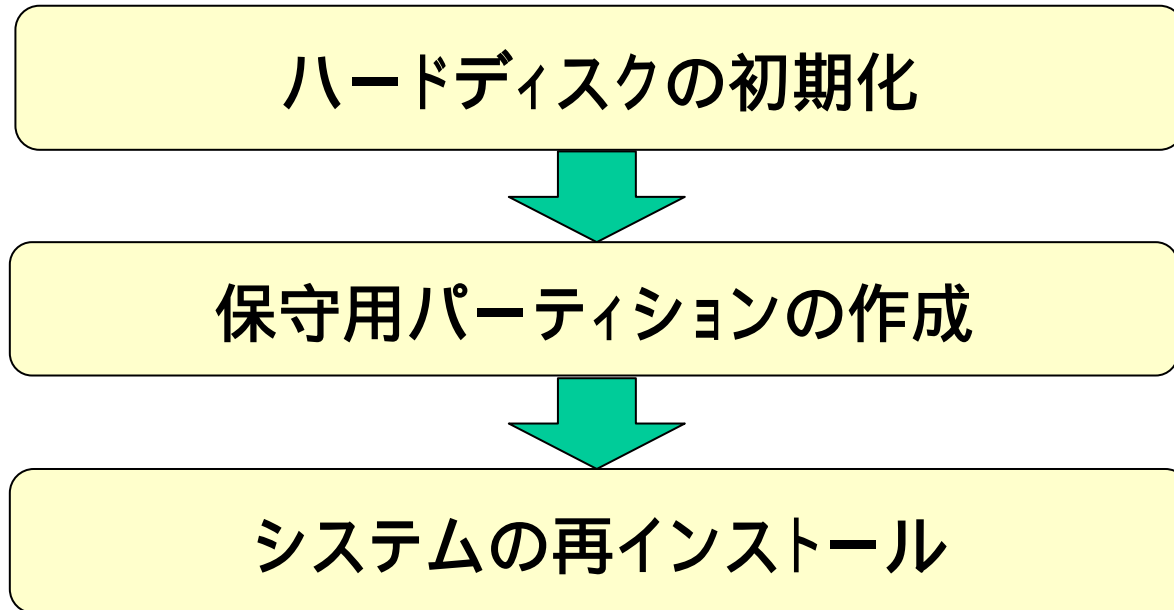 ハードディスクの初期化
保守用パーティションの作成
システムの再インストール